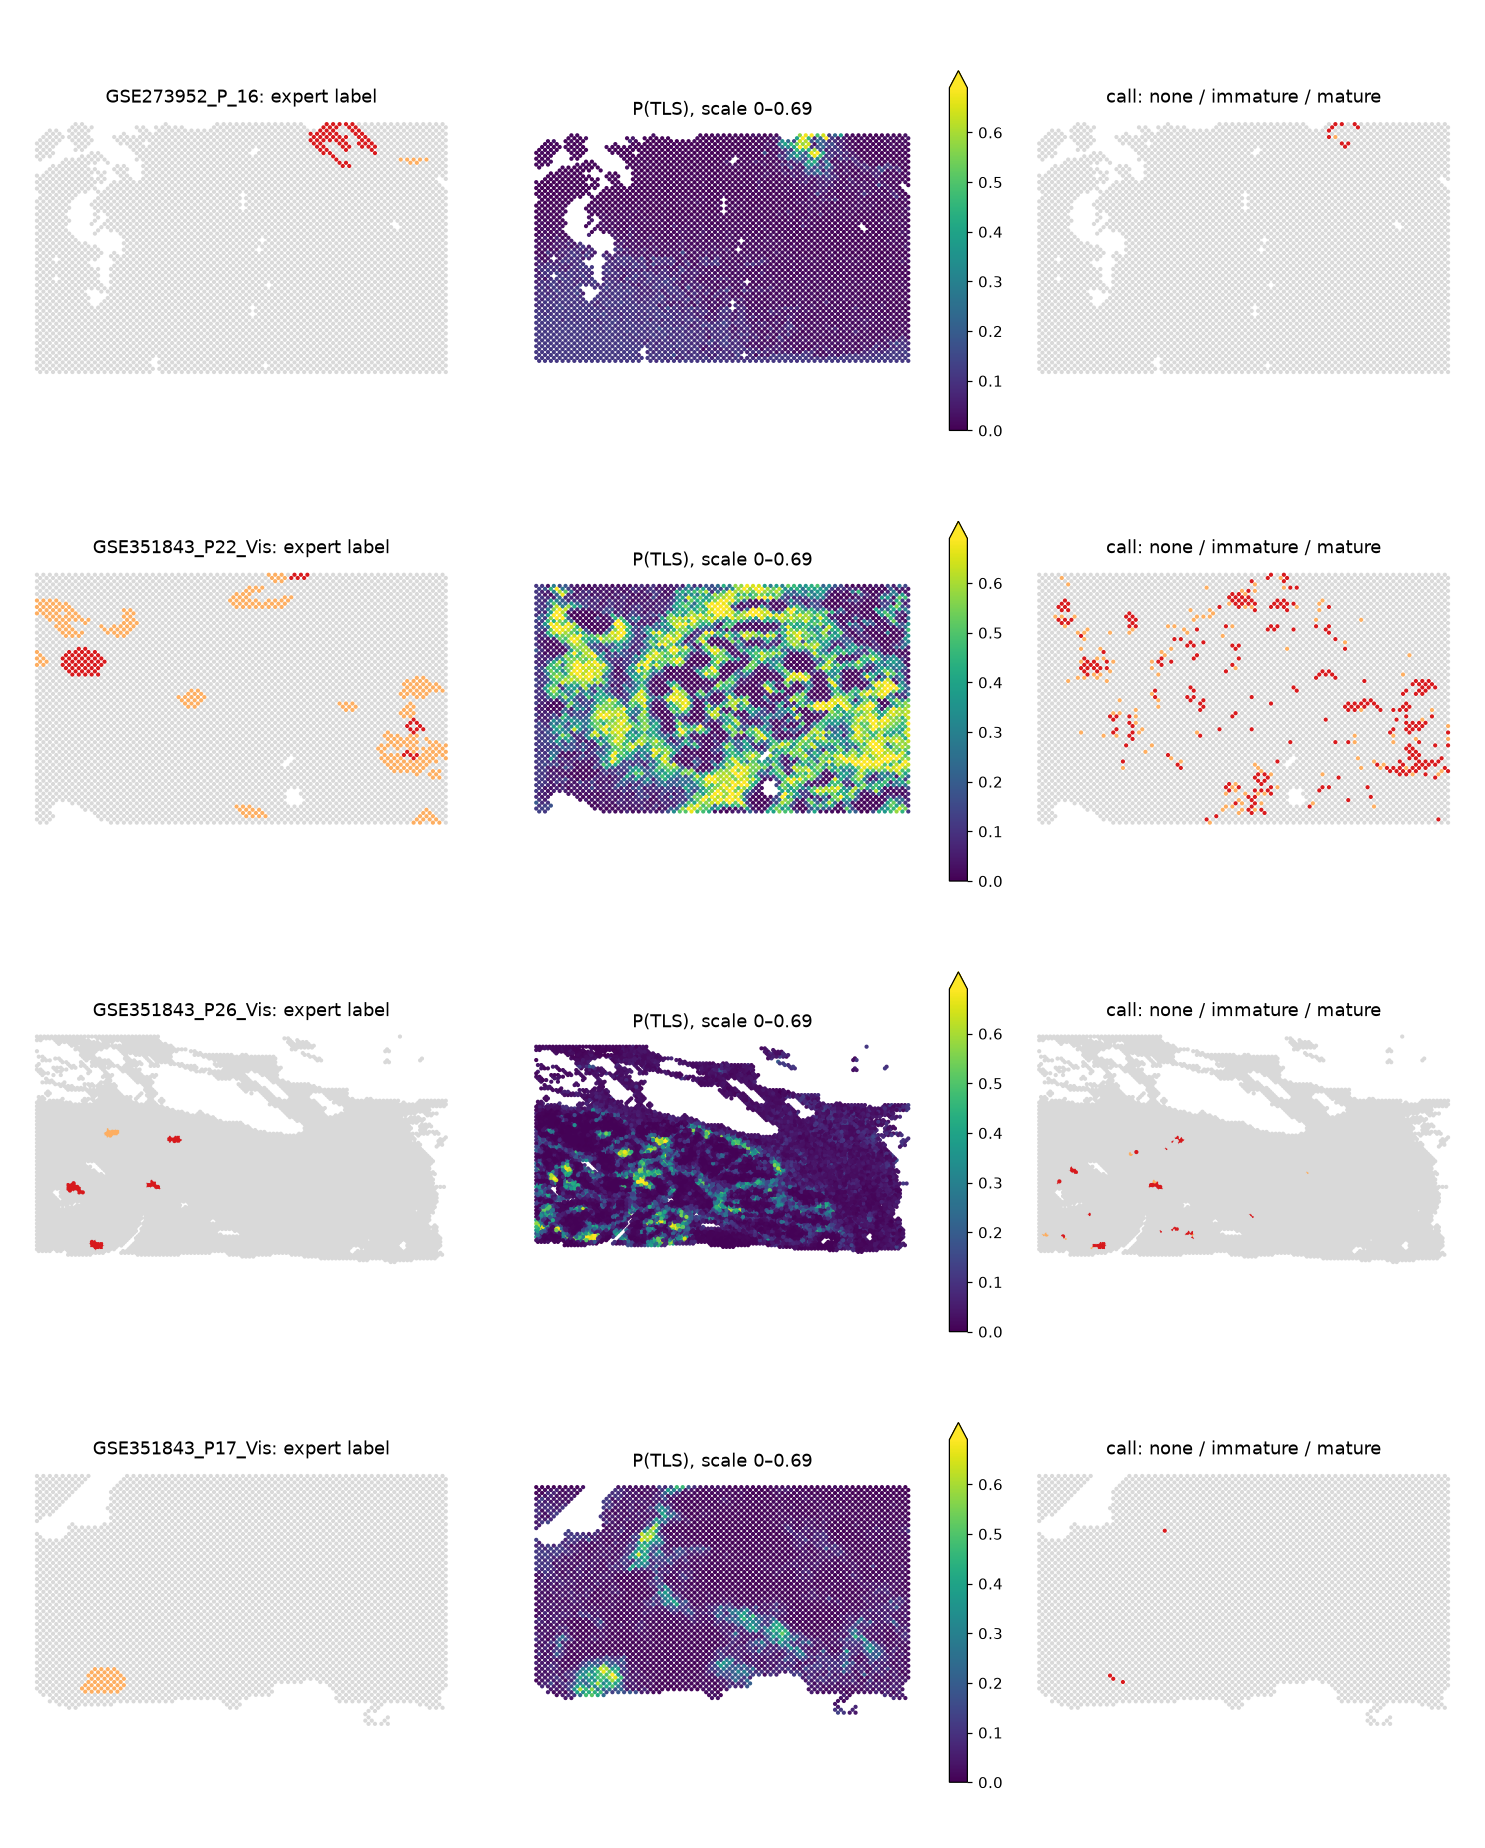 GSE273952_P_16: expert label
P(TLS), scale 0–0.69
call: none / immature / mature
0.6
0.5
0.4
0.3
0.2
0.1
0.0
GSE351843_P22_Vis: expert label
P(TLS), scale 0–0.69
call: none / immature / mature
0.6
0.5
0.4
0.3
0.2
0.1
0.0
GSE351843_P26_Vis: expert label
P(TLS), scale 0–0.69
call: none / immature / mature
0.6
0.5
0.4
0.3
0.2
0.1
0.0
GSE351843_P17_Vis: expert label
P(TLS), scale 0–0.69
call: none / immature / mature
0.6
0.5
0.4
0.3
0.2
0.1
0.0